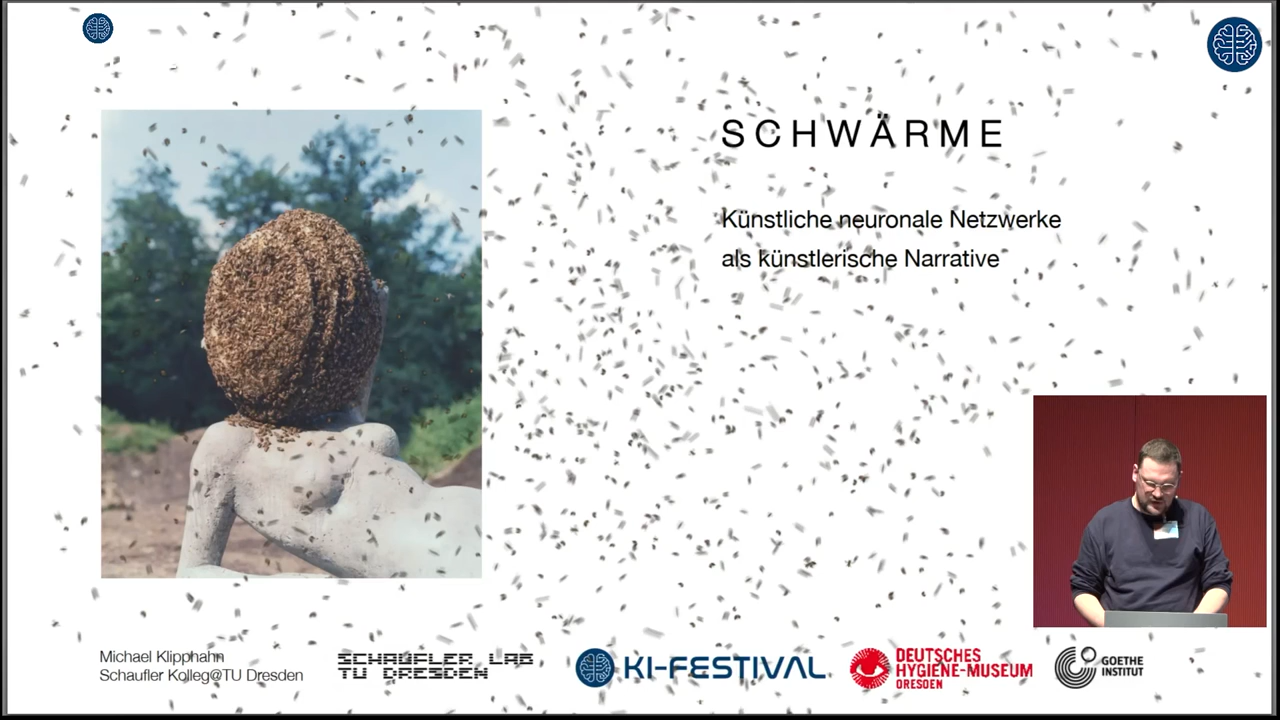 SCHWÄRME
Künstliche neuronale Netzwerke
als künstlerische Narrative
Michael Klipphahn
Schaufler Kolleg@TU Dresden
SCHAUFLER LAB
TU DRESDEN
KI-FESTIVAL
DEUTSCHES
HYGIENE-MUSEUM
DRESDEN
GOETHE
INSTITUT